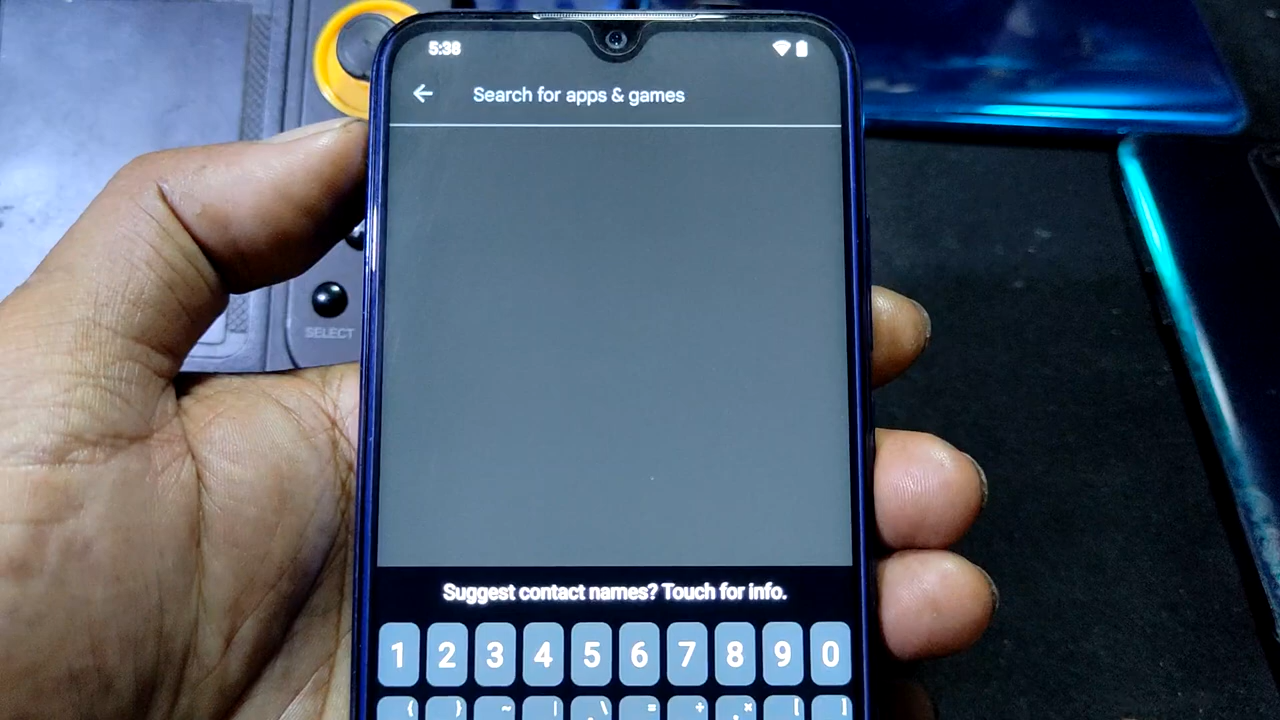 5:38
Search for apps & games
SELECT
Suggest contact names? Touch for info.
1 2 3 4 5 6 7 8 9 0
{ } ~ | \ = + × [ ]